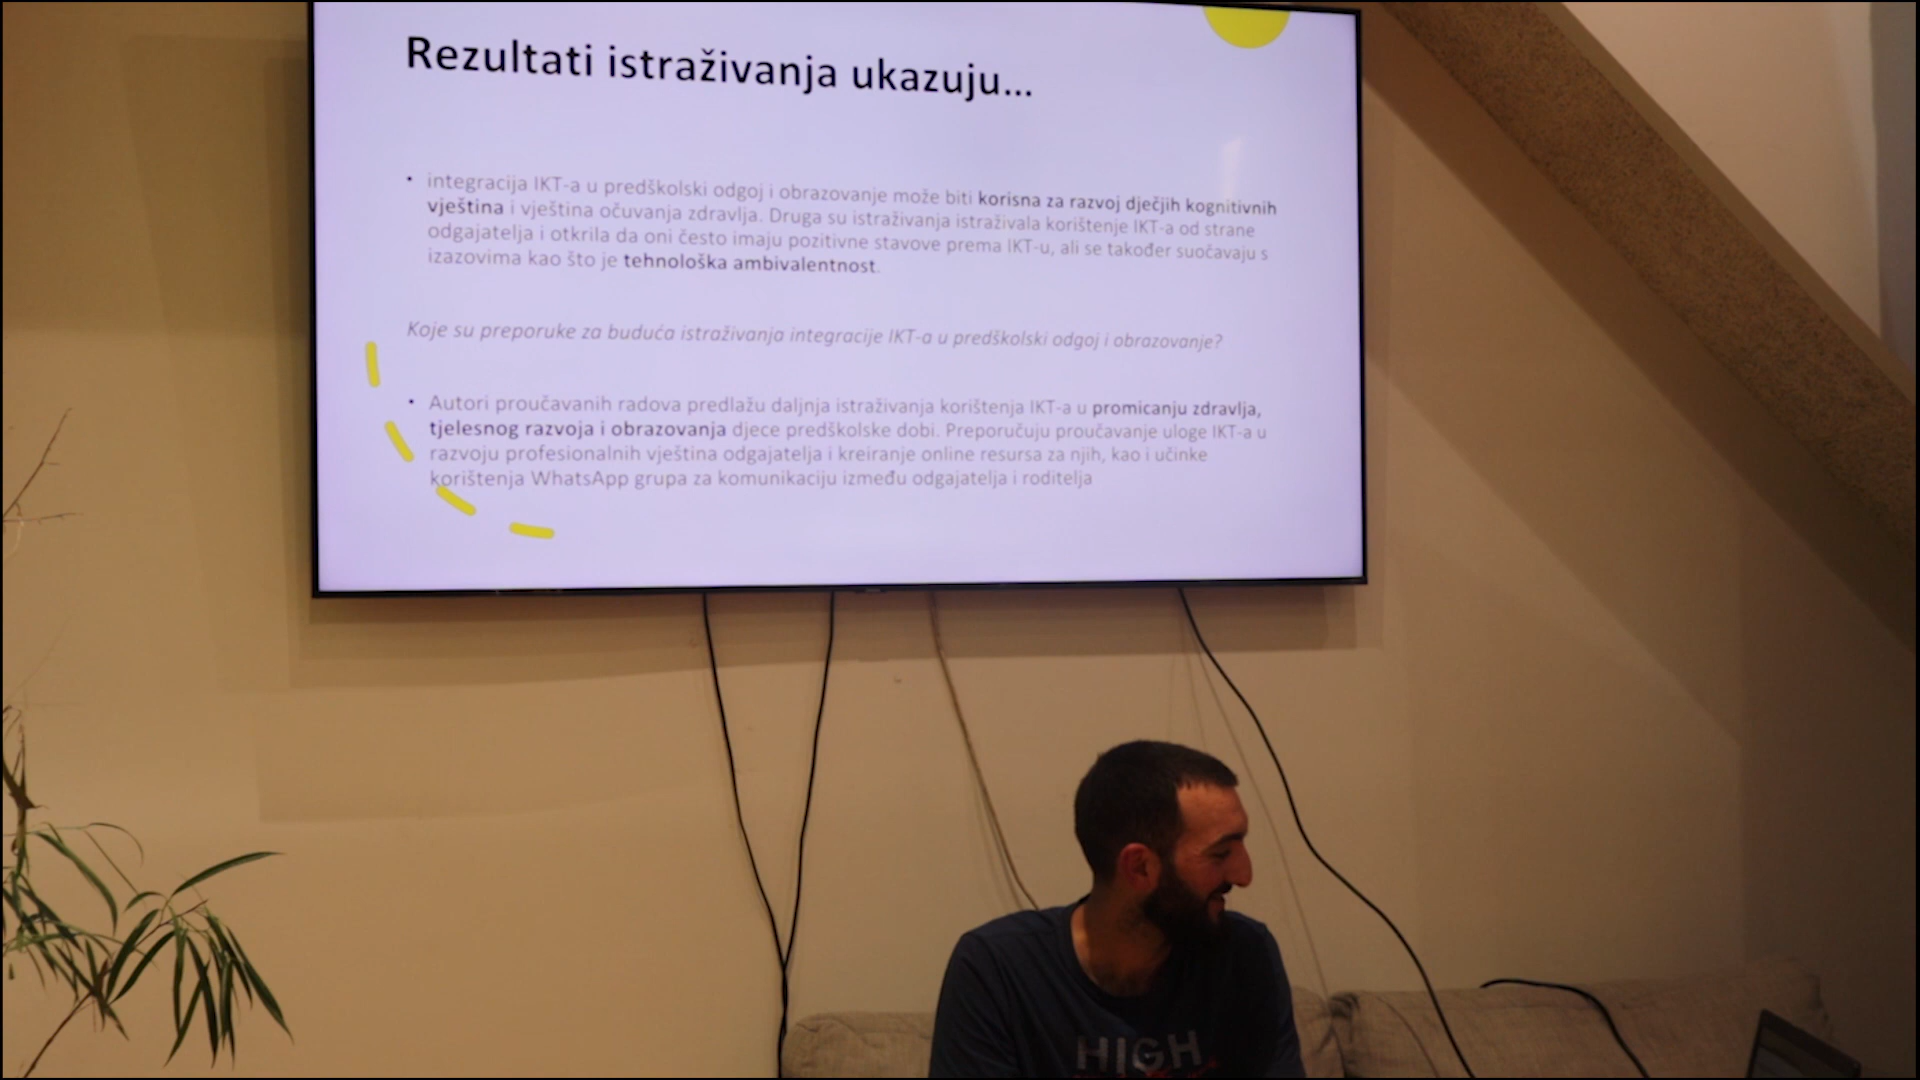 Rezultati istraživanja ukazuju...
• integracija IKT-a u predškolski odgoj i obrazovanje može biti korisna za razvoj dječjih kognitivnih
vještina i vještina očuvanja zdravlja. Druga su istraživanja istraživala korištenje IKT-a od strane
odgajatelja i otkrila da oni često imaju pozitivne stavove prema IKT-u, ali se također suočavaju s
izazovima kao što je tehnološka ambivalentnost.
Koje su preporuke za buduća istraživanja integracije IKT-a u predškolski odgoj i obrazovanje?
• Autori proučavanih radova predlažu daljnja istraživanja korištenja IKT-a u promicanju zdravlja,
tjelesnog razvoja i obrazovanja djece predškolske dobi. Preporučuju proučavanje uloge IKT-a u
razvoju profesionalnih vještina odgajatelja i kreiranje online resursa za njih, kao i učinke
korištenja WhatsApp grupa za komunikaciju između odgajatelja i roditelja
HIGH